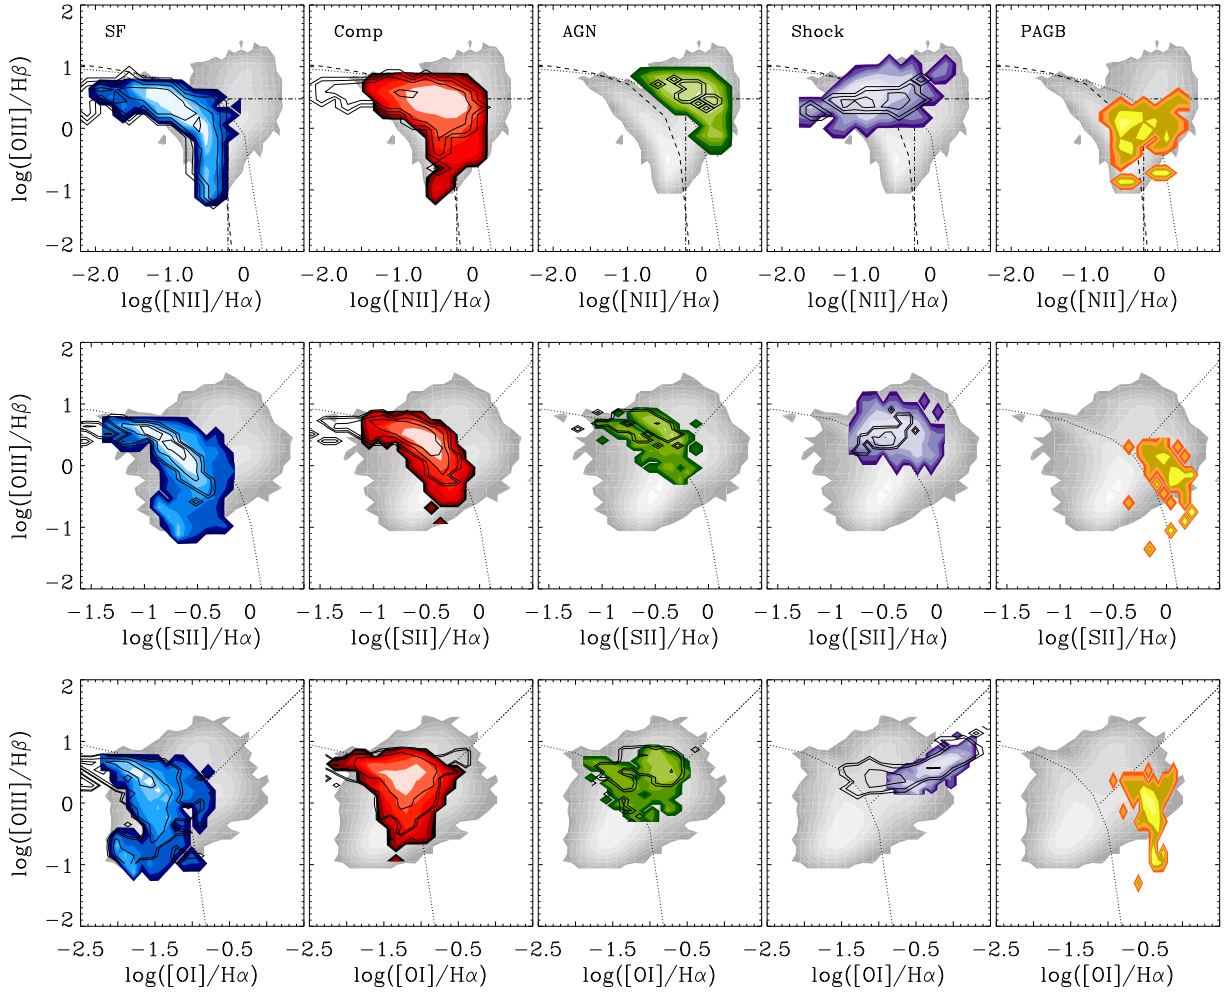 SF Comp AGN Shock PAGB
2
1
0
−1
−2
log([OIII]/Hβ)
−2.0 −1.0 0 −2.0 −1.0 0 −2.0 −1.0 0 −2.0 −1.0 0 −2.0 −1.0 0
log([NII]/Hα) log([NII]/Hα) log([NII]/Hα) log([NII]/Hα) log([NII]/Hα)
2
1
0
−1
−2
log([OIII]/Hβ)
−1.5 −1 −0.5 0 −1.5 −1 −0.5 0 −1.5 −1 −0.5 0 −1.5 −1 −0.5 0 −1.5 −1 −0.5 0
log([SII]/Hα) log([SII]/Hα) log([SII]/Hα) log([SII]/Hα) log([SII]/Hα)
2
1
0
−1
−2
log([OIII]/Hβ)
−2.5 −1.5 −0.5 −2.5 −1.5 −0.5 −2.5 −1.5 −0.5 −2.5 −1.5 −0.5 −2.5 −1.5 −0.5
log([OI]/Hα) log([OI]/Hα) log([OI]/Hα) log([OI]/Hα) log([OI]/Hα)